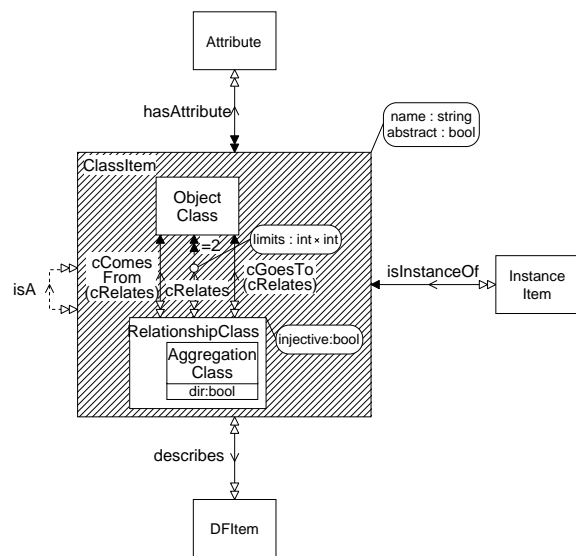 Attribute
hasAttribute
name : string
abstract : bool
ClassItem
Object
Class
=2
limits : int × int
cComes
From
(cRelates)
cRelates
cGoesTo
(cRelates)
isInstanceOf
Instance
Item
isA
RelationshipClass
injective:bool
Aggregation
Class
dir:bool
describes
DFItem